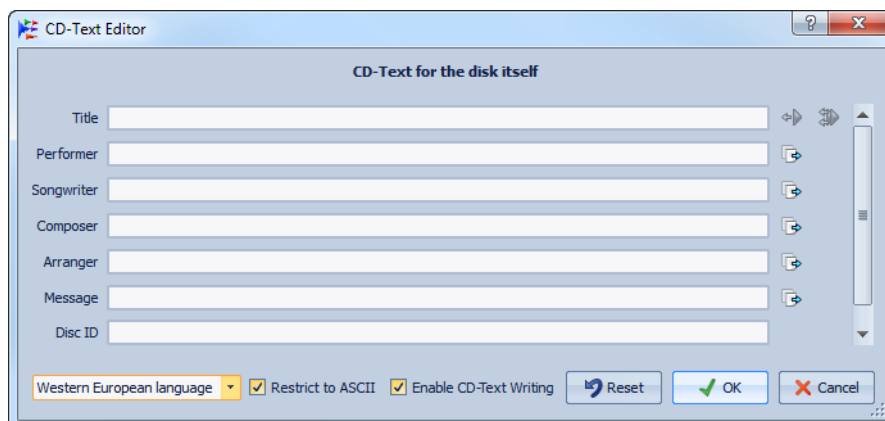 CD-Text Editor
?
CD-Text for the disk itself
Title
Performer
Songwriter
Composer
Arranger
Message
Disc ID
Western European language Restrict to ASCII Enable CD-Text Writing Reset OK Cancel